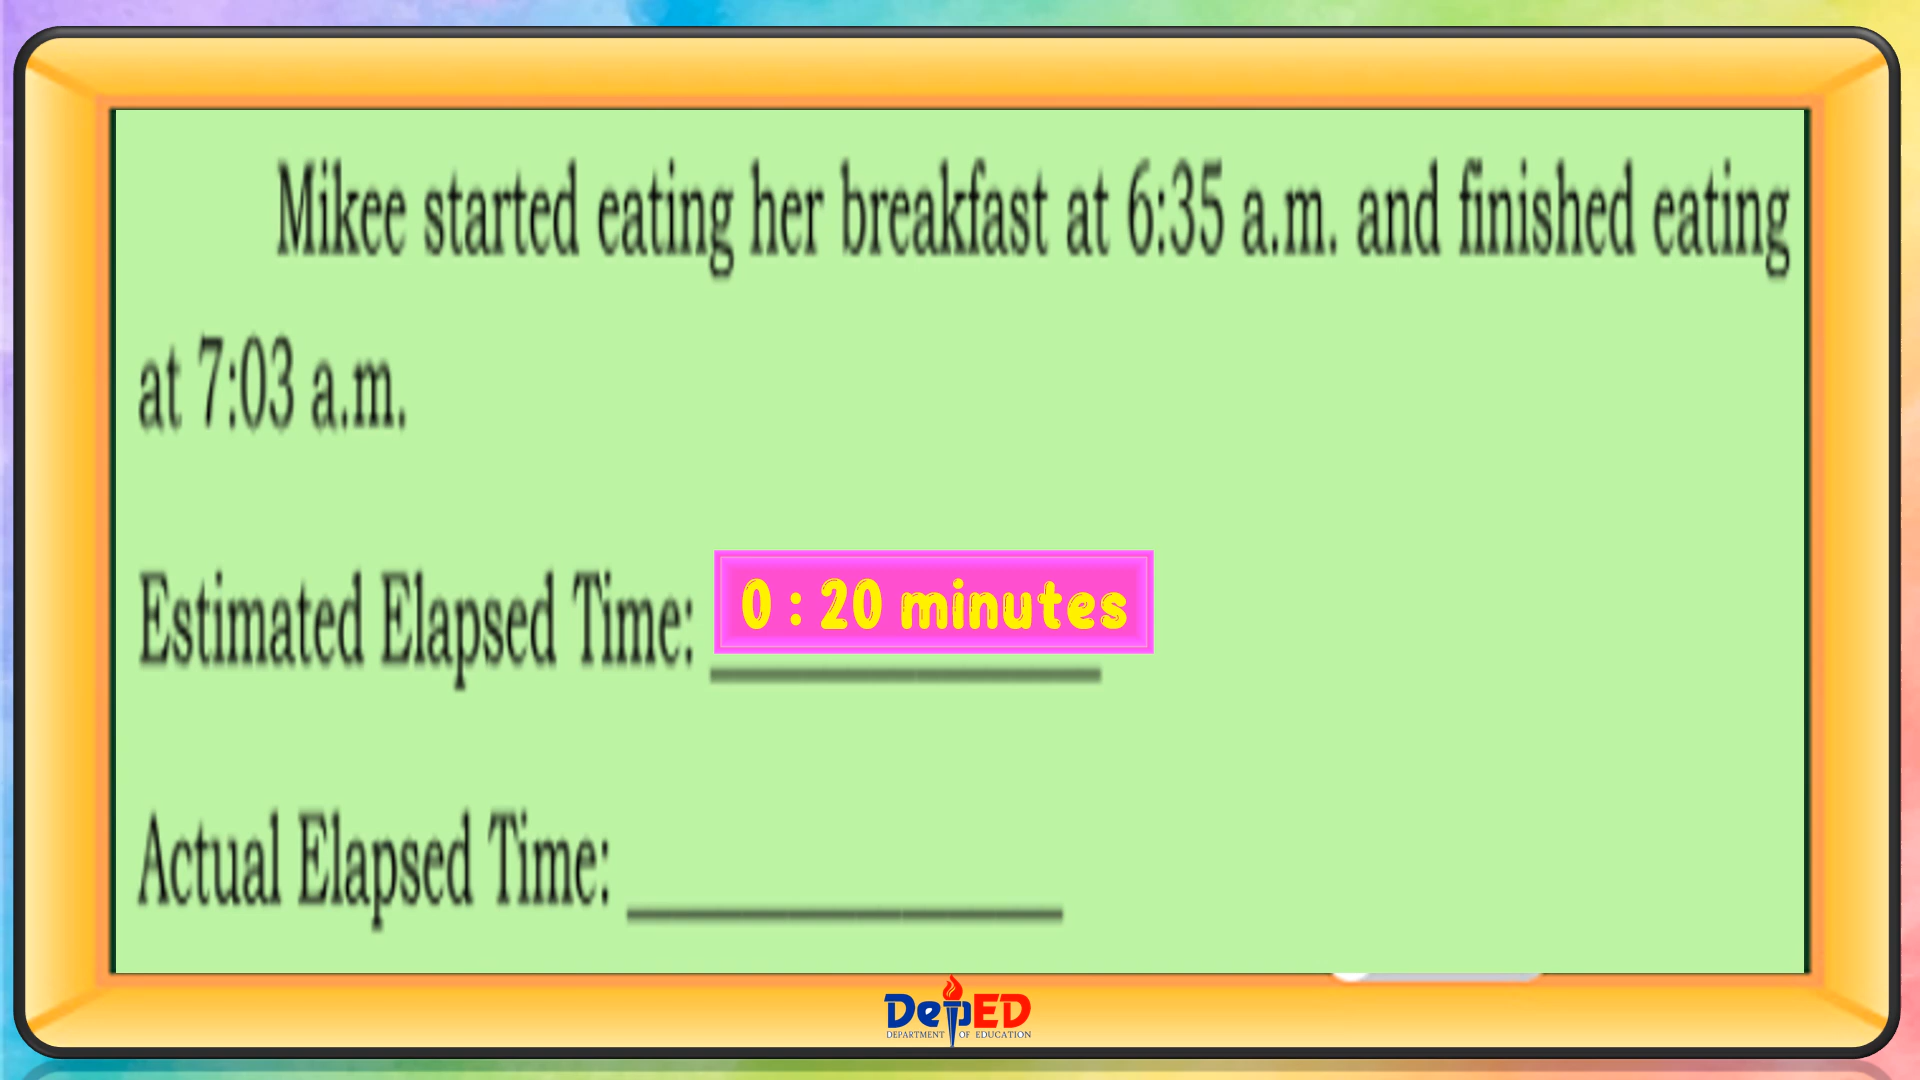 Mikee started eating her breakfast at 6:35 a.m. and finished eating
at 7:03 a.m.
Estimated Elapsed Time: 0 : 20 minutes
Actual Elapsed Time: ____________
DepED
DEPARTMENT OF EDUCATION